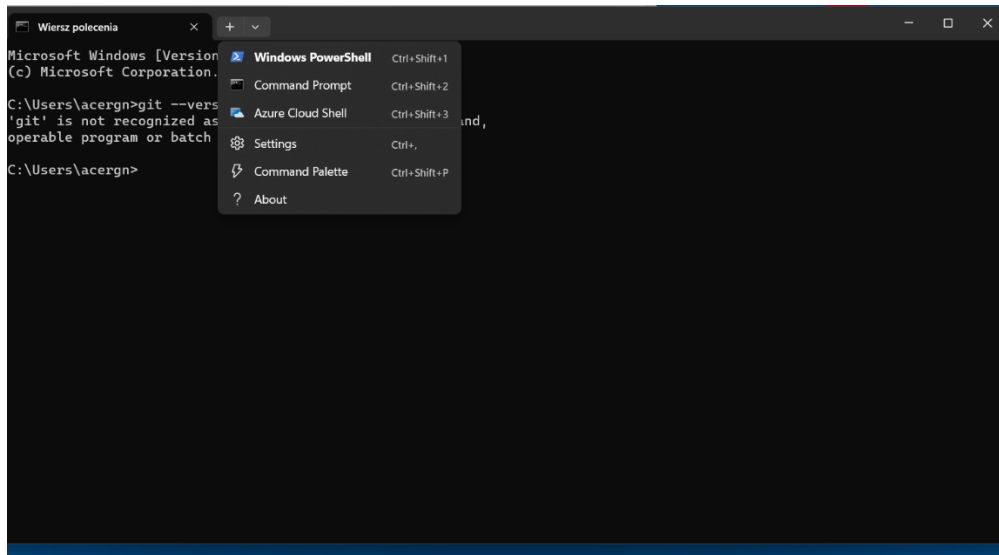 Wiersz polecenia
Microsoft Windows [Version
(c) Microsoft Corporation.
C:\Users\acergn>git --vers
'git' is not recognized as
and,
operable program or batch
C:\Users\acergn>
Windows PowerShell Ctrl+Shift+1
Command Prompt Ctrl+Shift+2
Azure Cloud Shell Ctrl+Shift+3
Settings Ctrl+,
Command Palette Ctrl+Shift+P
About